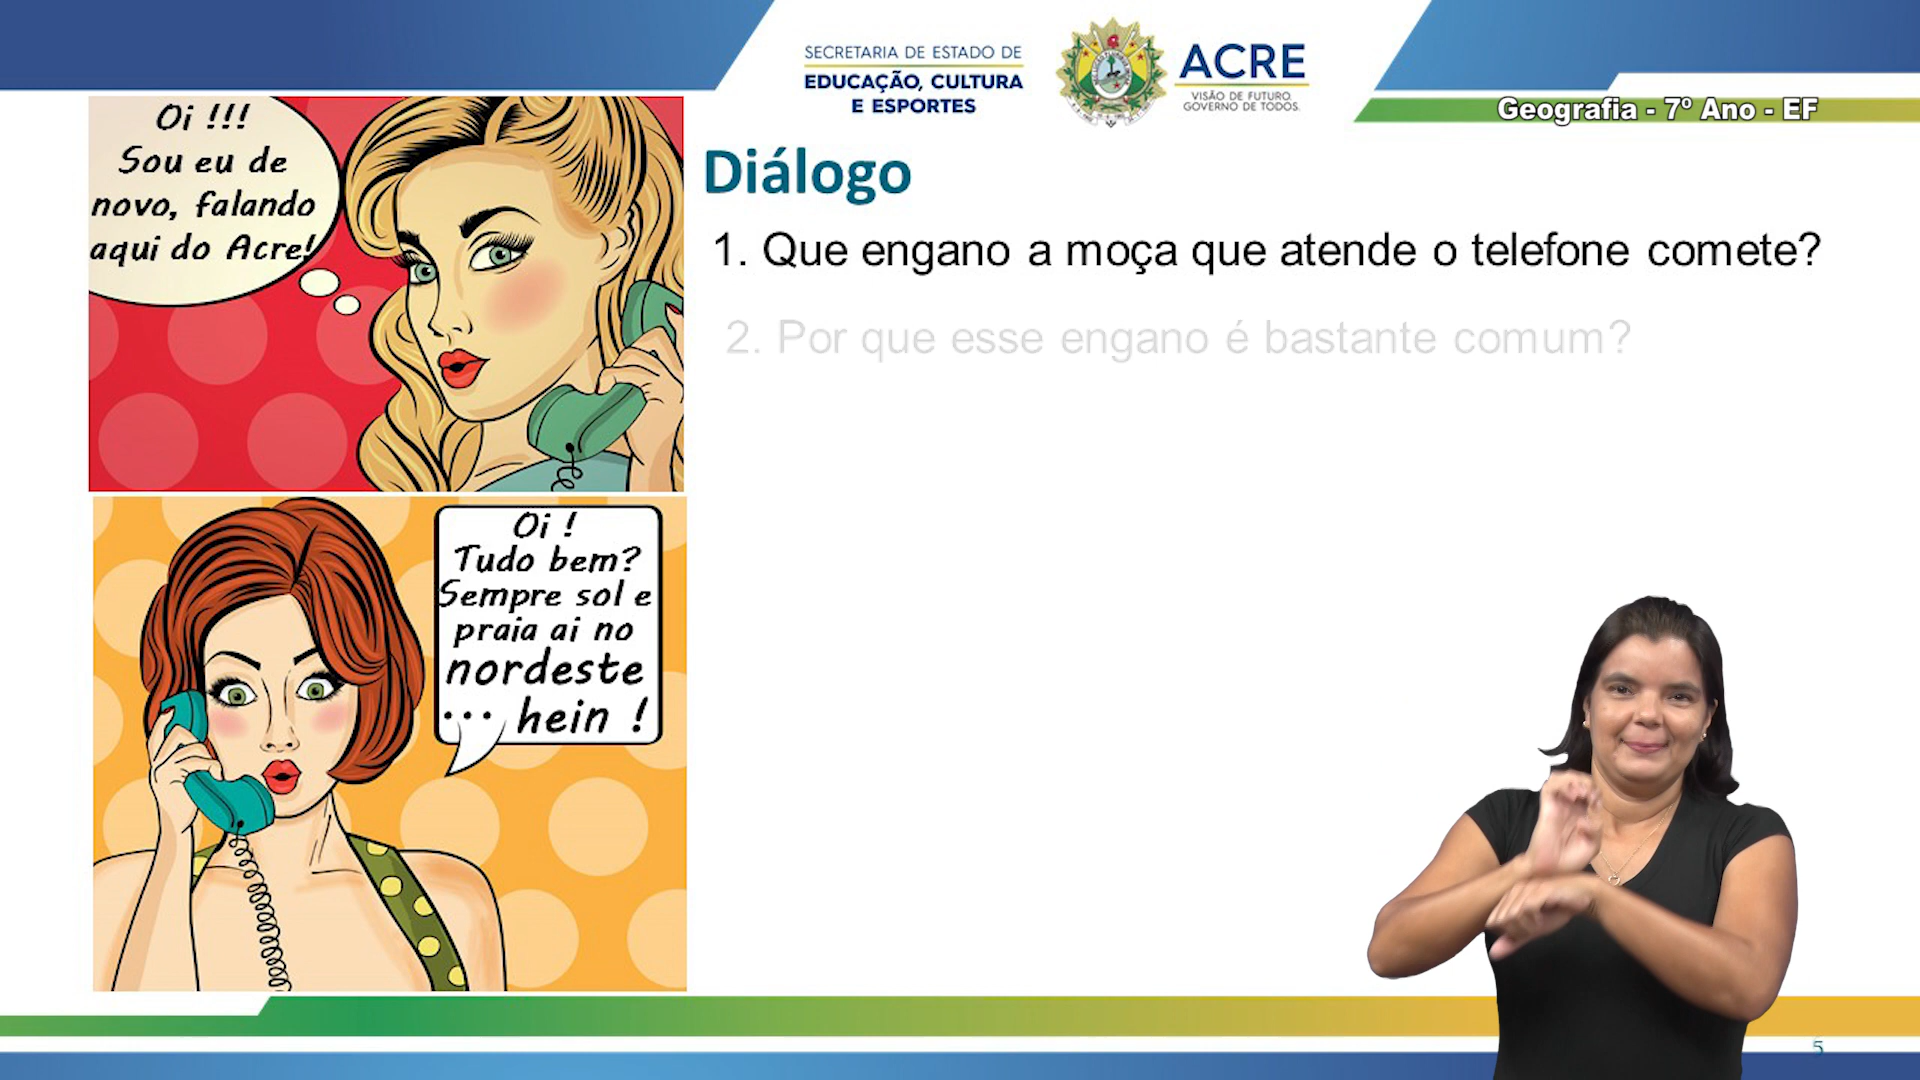 SECRETARIA DE ESTADO DE
EDUCAÇÃO, CULTURA
E ESPORTES
ACRE
VISÃO DE FUTURO.
GOVERNO DE TODOS.
Geografia - 7º Ano - EF
Oi !!!
Sou eu de
novo, falando
aqui do Acre!
Diálogo
1. Que engano a moça que atende o telefone comete?
2. Por que esse engano é bastante comum?
Oi !
Tudo bem?
Sempre sol e
praia ai no
nordeste
... hein !
5